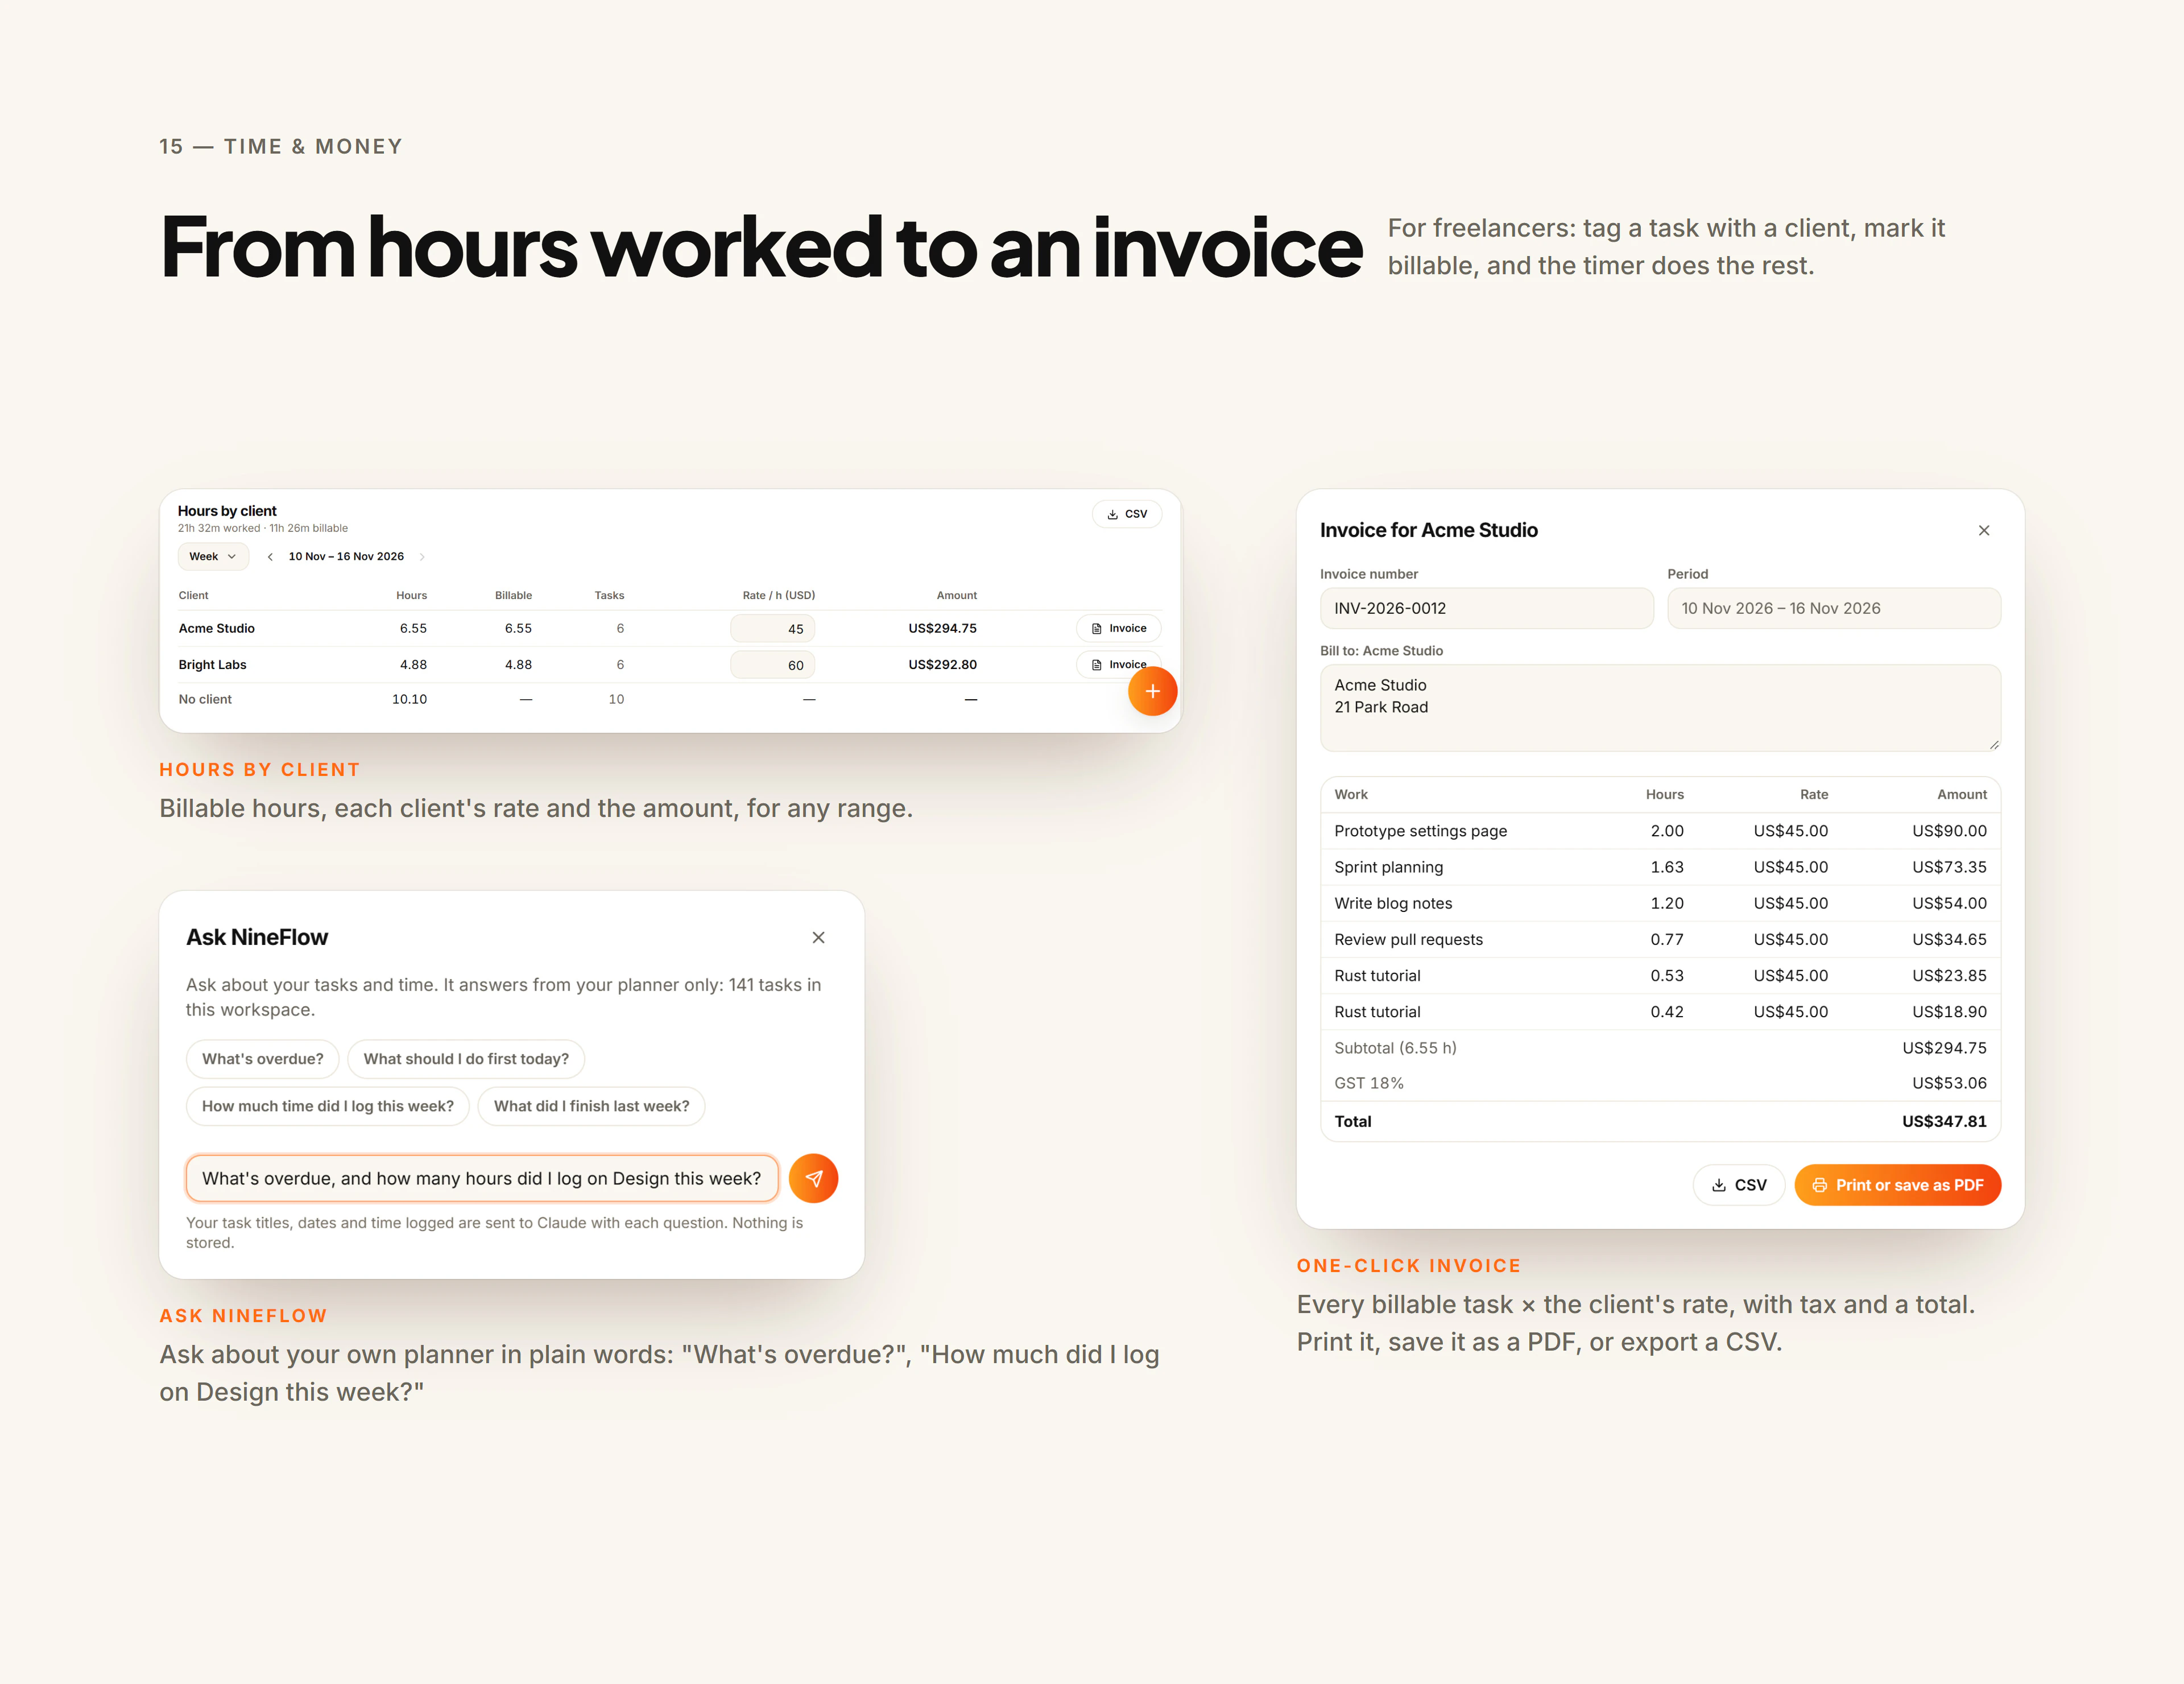 15 — TIME & MONEY
From hours worked to an invoice
For freelancers: tag a task with a client, mark it
billable, and the timer does the rest.
Hours by client
21h 32m worked · 11h 26m billable
CSV
Week
10 Nov – 16 Nov 2026
Client Hours Billable Tasks Rate / h (USD) Amount
Acme Studio 6.55 6.55 6 45 US$294.75 Invoice
Bright Labs 4.88 4.88 6 60 US$292.80 Invoice
No client 10.10 — 10 — —
HOURS BY CLIENT
Billable hours, each client's rate and the amount, for any range.
Ask NineFlow
Ask about your tasks and time. It answers from your planner only: 141 tasks in
this workspace.
What's overdue? What should I do first today?
How much time did I log this week? What did I finish last week?
What's overdue, and how many hours did I log on Design this week?
Your task titles, dates and time logged are sent to Claude with each question. Nothing is
stored.
ASK NINEFLOW
Ask about your own planner in plain words: "What's overdue?", "How much did I log
on Design this week?"
Invoice for Acme Studio
Invoice number Period
INV-2026-0012 10 Nov 2026 – 16 Nov 2026
Bill to: Acme Studio
Acme Studio
21 Park Road
Work Hours Rate Amount
Prototype settings page 2.00 US$45.00 US$90.00
Sprint planning 1.63 US$45.00 US$73.35
Write blog notes 1.20 US$45.00 US$54.00
Review pull requests 0.77 US$45.00 US$34.65
Rust tutorial 0.53 US$45.00 US$23.85
Rust tutorial 0.42 US$45.00 US$18.90
Subtotal (6.55 h) US$294.75
GST 18% US$53.06
Total US$347.81
CSV Print or save as PDF
ONE-CLICK INVOICE
Every billable task × the client's rate, with tax and a total.
Print it, save it as a PDF, or export a CSV.